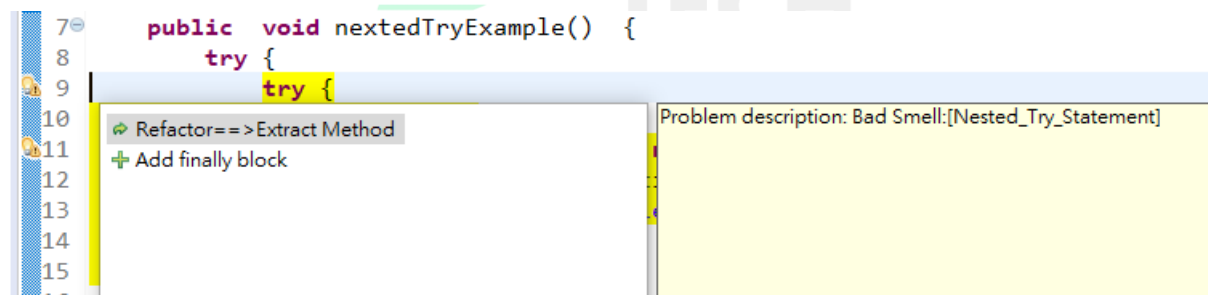 7 public void nextedTryExample() {
8 try {
9 try {
10
Refactor==>Extract Method
Problem description: Bad Smell:[Nested_Try_Statement]
11
Add finally block
12
13
14
15